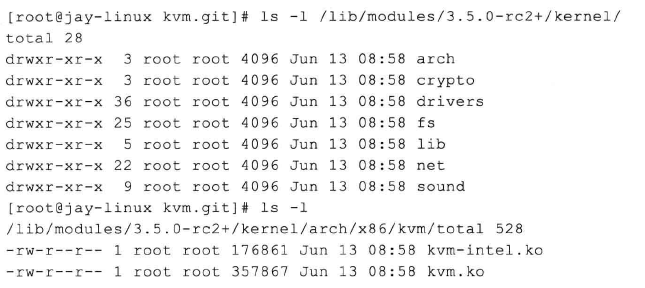 [root@jay-linux kvm.git]# ls -l /lib/modules/3.5.0-rc2+/kernel/
total 28
drwxr-xr-x  3 root root 4096 Jun 13 08:58 arch
drwxr-xr-x  3 root root 4096 Jun 13 08:58 crypto
drwxr-xr-x 36 root root 4096 Jun 13 08:58 drivers
drwxr-xr-x 25 root root 4096 Jun 13 08:58 fs
drwxr-xr-x  5 root root 4096 Jun 13 08:58 lib
drwxr-xr-x 22 root root 4096 Jun 13 08:58 net
drwxr-xr-x  9 root root 4096 Jun 13 08:58 sound
[root@jay-linux kvm.git]# ls -l
/lib/modules/3.5.0-rc2+/kernel/arch/x86/kvm/total 528
-rw-r--r-- 1 root root 176861 Jun 13 08:58 kvm-intel.ko
-rw-r--r-- 1 root root 357867 Jun 13 08:58 kvm.ko